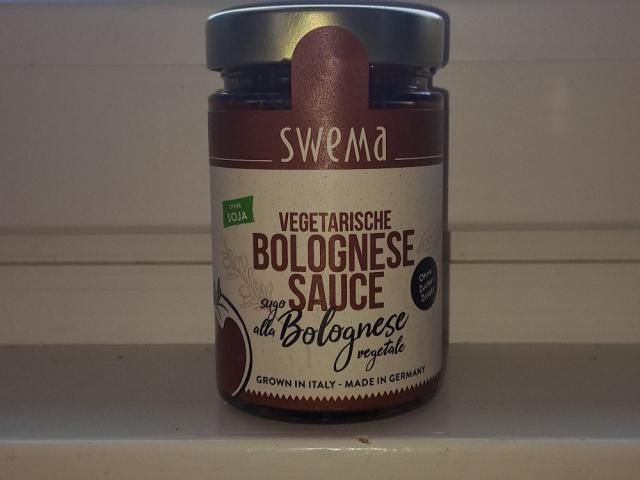 swema
OHNE
SOJA
VEGETARISCHE
BOLOGNESE
SAUCE
sugo
alla Bolognese
vegetale
Ohne
Zucker
Zusatz
GROWN IN ITALY - MADE IN GERMANY